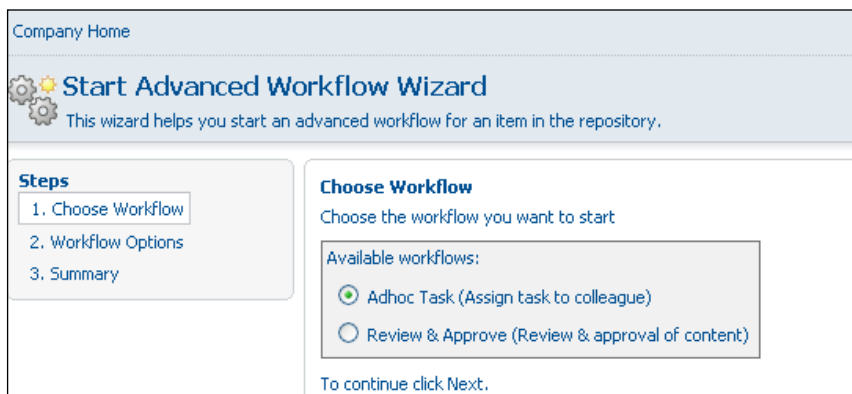 Company Home
Start Advanced Workflow Wizard
This wizard helps you start an advanced workflow for an item in the repository.
Steps
1. Choose Workflow
2. Workflow Options
3. Summary
Choose Workflow
Choose the workflow you want to start
Available workflows:
Adhoc Task (Assign task to colleague)
Review & Approve (Review & approval of content)
To continue click Next.